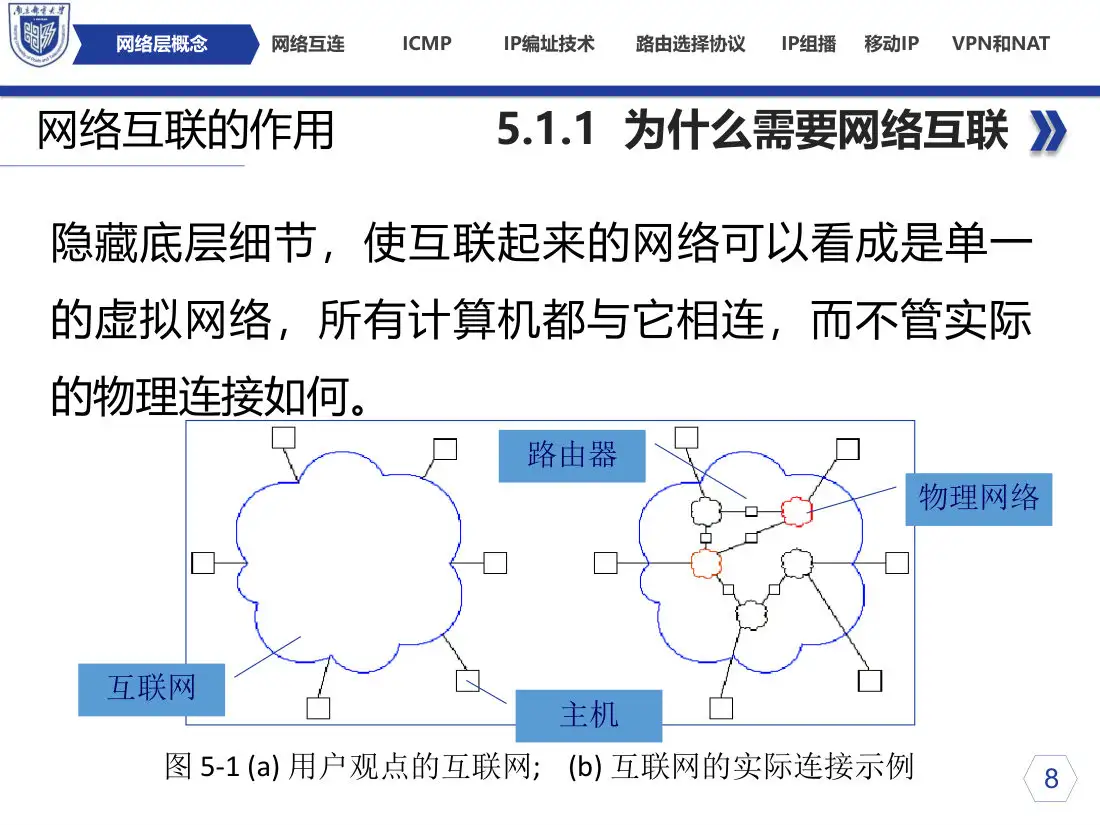 网络层概念 网络互连 ICMP IP编址技术 路由选择协议 IP组播 移动IP VPN和NAT
网络互联的作用 5.1.1 为什么需要网络互联
隐藏底层细节，使互联起来的网络可以看成是单一
的虚拟网络，所有计算机都与它相连，而不管实际
的物理连接如何。
路由器
物理网络
互联网
主机
图 5-1 (a) 用户观点的互联网; (b) 互联网的实际连接示例
8